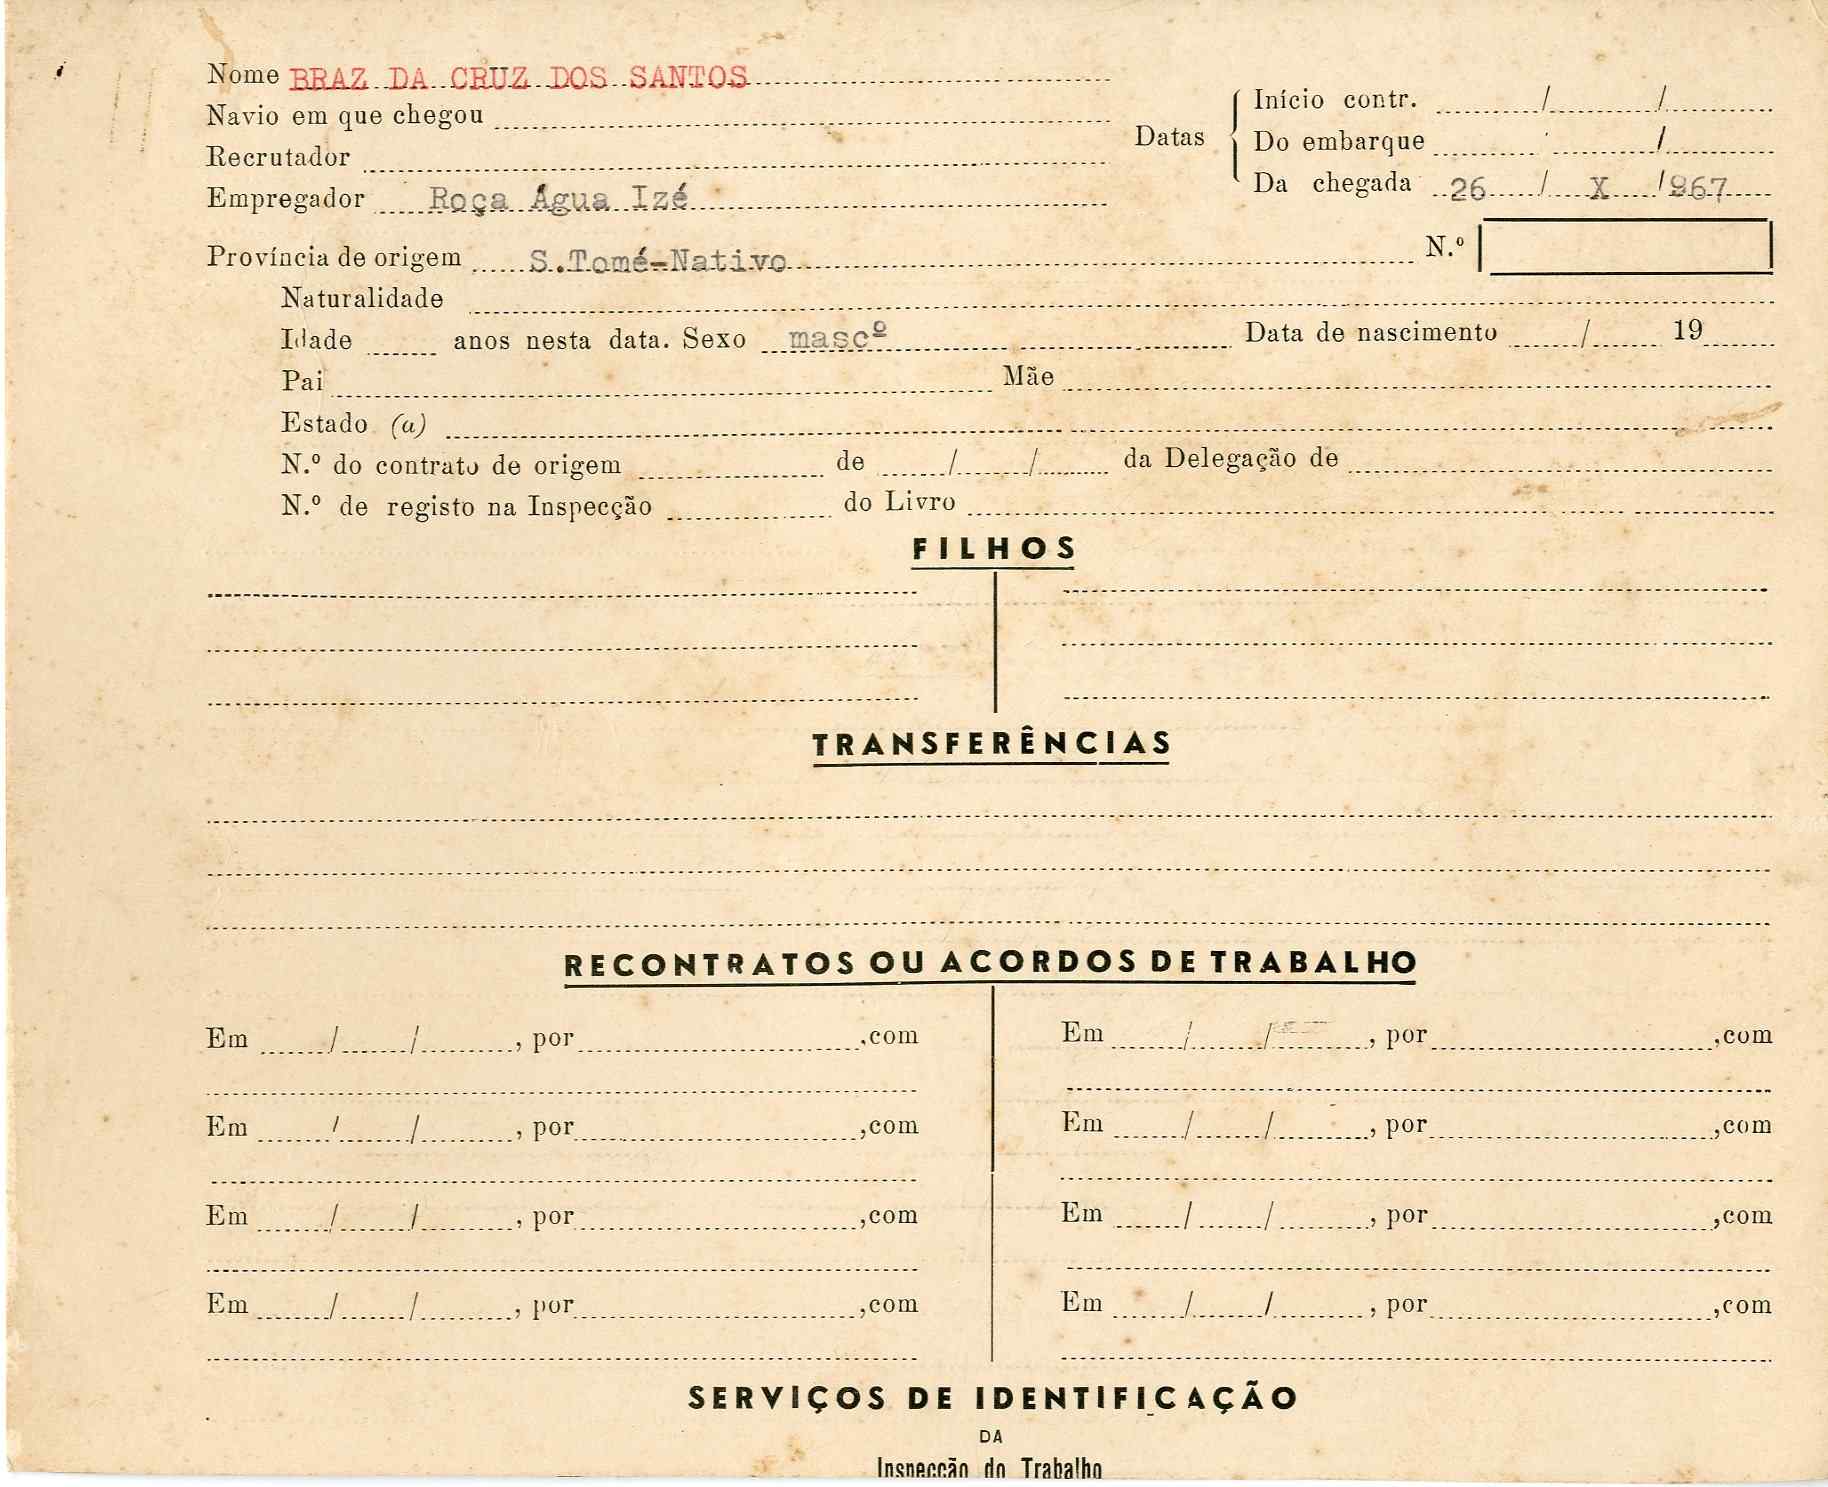 Nome BRAZ DA CRUZ DOS SANTOS
Navio em que chegou
Recrutador
Empregador Roça Água Izé
Datas
Início contr. / /
Do embarque /
Da chegada 26 / X /967
Província de origem S.Tomé-Nativo N.º
Naturalidade
Idade anos nesta data. Sexo mascº Data de nascimento / 19
Pai Mãe
Estado (a)
N.º do contrato de origem de / / da Delegação de
N.º de registo na Inspecção do Livro
FILHOS
TRANSFERÊNCIAS
RECONTRATOS OU ACORDOS DE TRABALHO
Em / / , por ,com Em / / , por ,com
Em / / , por ,com Em / / , por ,com
Em / / , por ,com Em / / , por ,com
Em / / , por ,com Em / / , por ,com
SERVIÇOS DE IDENTIFICAÇÃO
DA
Inspecção do Trabalho